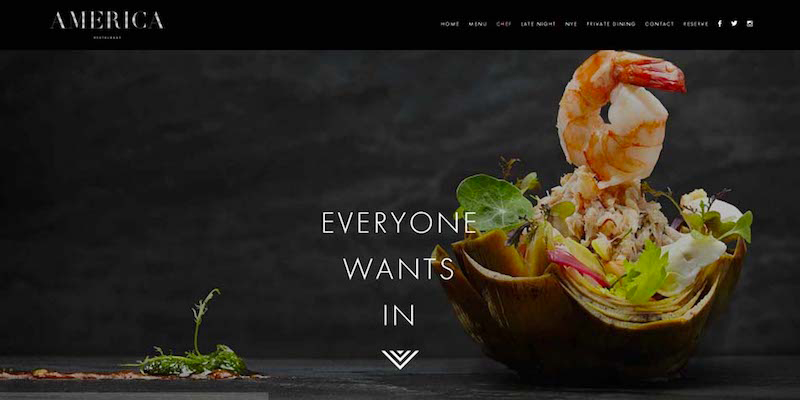 AMERICA
RESTAURANT
HOME MENU CHEF LATE NIGHT NYE PRIVATE DINING CONTACT RESERVE
EVERYONE
WANTS
IN